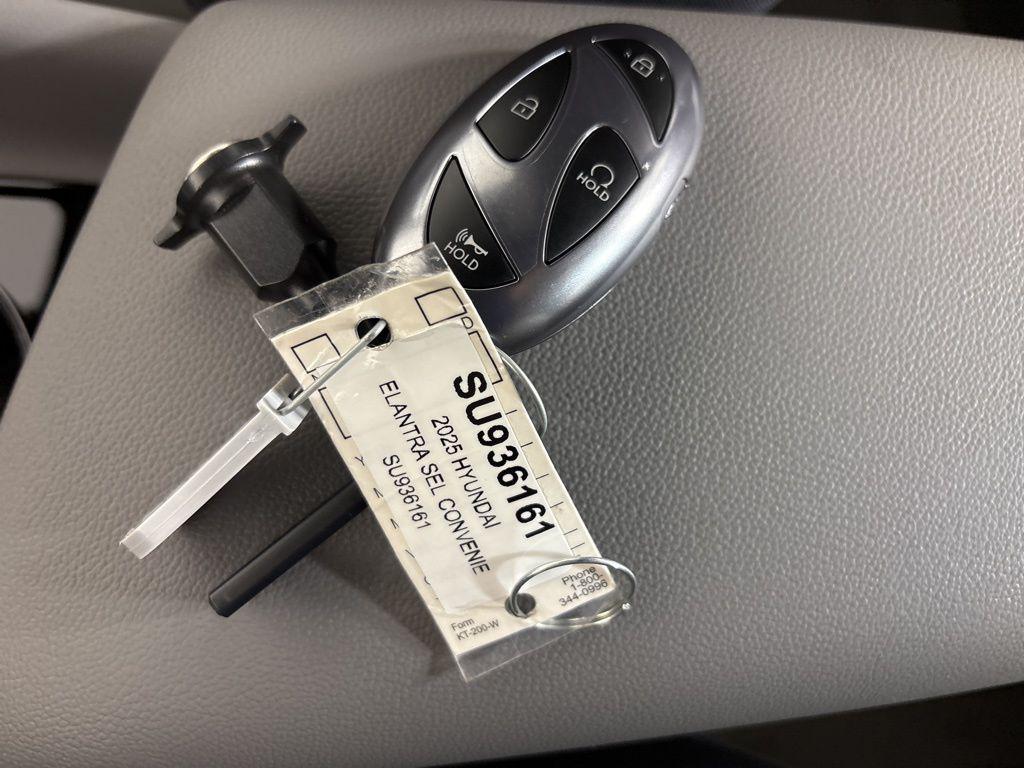 HOLD
HOLD
SU936161
2025 HYUNDAI
ELANTRA SEL CONVENIE
SU936161
Phone
1-800-
344-0996
Form
KT-200-W